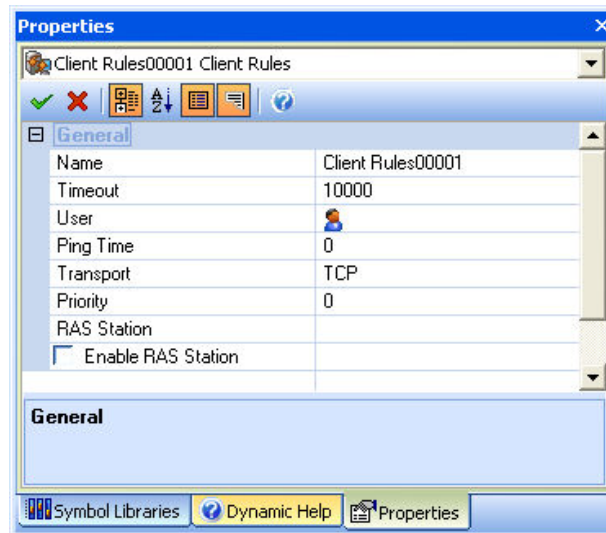 Properties
Client Rules00001 Client Rules
General
Name Client Rules00001
Timeout 10000
User
Ping Time 0
Transport TCP
Priority 0
RAS Station
Enable RAS Station
General
Symbol Libraries Dynamic Help Properties